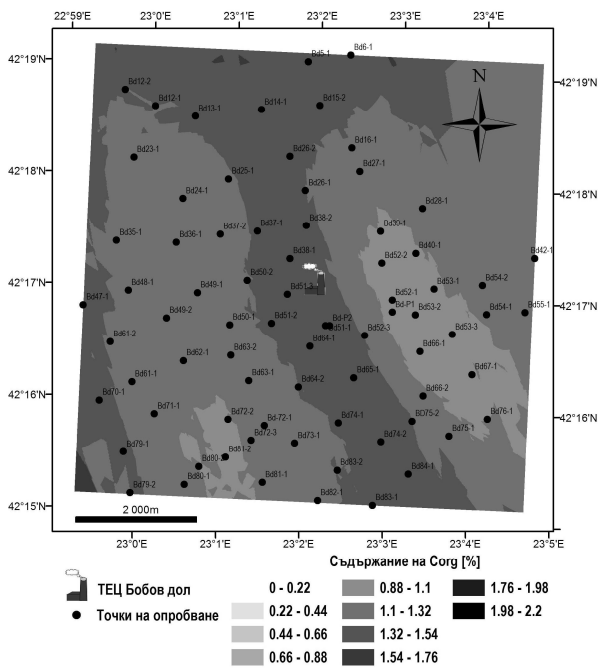 22°59'E 23°0'E 23°1'E 23°2'E 23°3'E 23°4'E
42°19'N
42°18'N
42°17'N
42°16'N
42°15'N
42°19'N
42°18'N
42°17'N
42°16'N
N
Bd5-1 Bd6-1
Bd12-2
Bd12-1 Bd13-1 Bd14-1 Bd15-2
Bd16-1
Bd23-1 Bd26-2
Bd27-1
Bd25-1
Bd24-1 Bd26-1
Bd28-1
Bd35-1 Bd36-1 Bd37-2 Bd37-1 Bd38-2
Bd40-1 Bd42-1
Bd38-1 Bd52-2
Bd48-1 Bd49-1 Bd50-2 Bd53-1 Bd54-2
Bd47-1 Bd51-3 Bd52-1
Bd-P1 Bd53-2 Bd54-1 Bd55-1
Bd49-2 Bd50-1 Bd51-2 Bd-P2
Bd51-1 Bd52-3 Bd53-3
Bd61-2 Bd64-1
Bd62-1 Bd63-2 Bd66-1
Bd61-1 Bd63-1 Bd64-2 Bd65-1 Bd67-1
Bd70-1 Bd66-2
Bd71-1 Bd72-2 Bd72-1 Bd74-1 BD75-2 Bd76-1
Bd79-1 Bd72-3 Bd73-1 Bd74-2 Bd75-1
Bd80-2 Bd81-2
Bd79-2 Bd80-1 Bd81-1 Bd83-2 Bd84-1
Bd82-1 Bd83-1
2 000m
23°0'E 23°1'E 23°2'E 23°3'E 23°4'E 23°5'E
Съдържание на Corg [%]
ТЕЦ Бобов дол
Точки на опробване
0 - 0.22
0.22 - 0.44
0.44 - 0.66
0.66 - 0.88
0.88 - 1.1
1.1 - 1.32
1.32 - 1.54
1.54 - 1.76
1.76 - 1.98
1.98 - 2.2